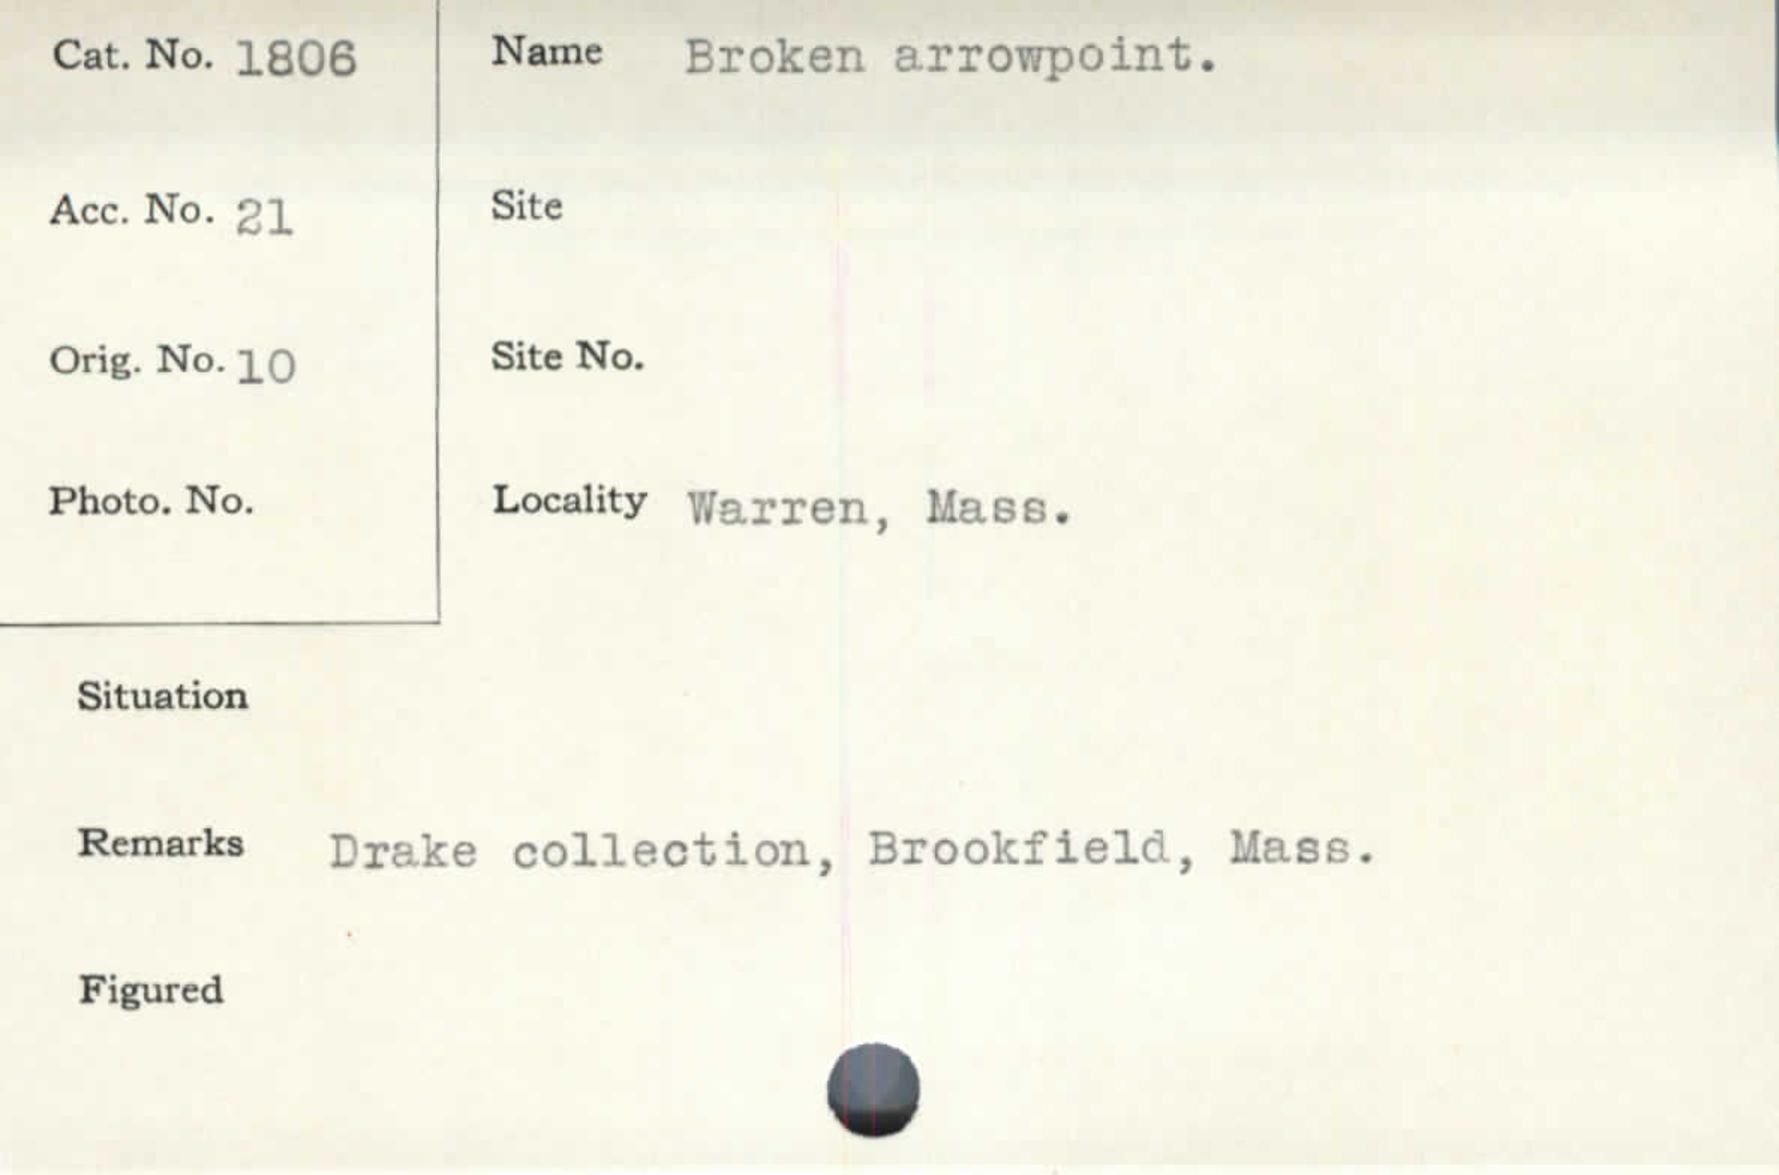 Cat. No. 1806
Name Broken arrowpoint.
Acc. No. 21
Site
Orig. No. 10
Site No.
Photo. No.
Locality Warren, Mass.
Situation
Remarks Drake collection, Brookfield, Mass.
Figured